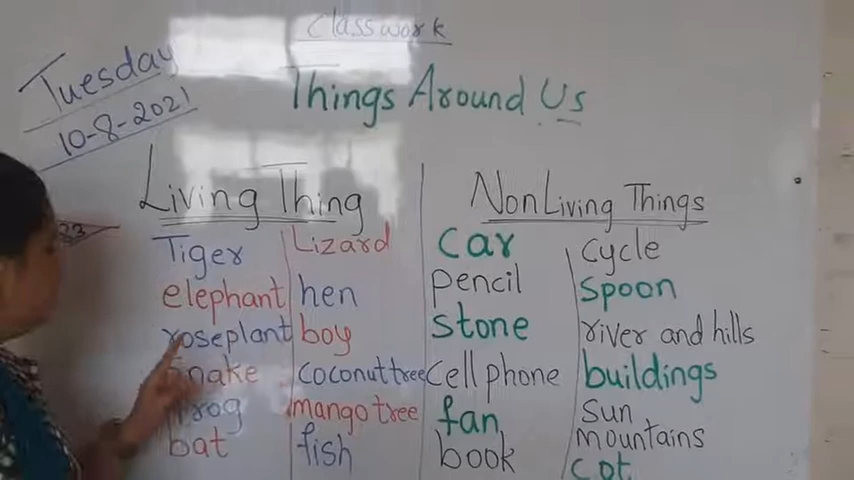 Classwork
Tuesday
10-8-2021
Things Around Us
Living Thing
NonLiving Things
23
Tiger
Lizard
car
cycle
elephant
hen
pencil
spoon
roseplant
boy
stone
river and hills
snake
coconut tree
Cell phone
buildings
frog
mango tree
fan
sun
bat
fish
book
mountains
cot